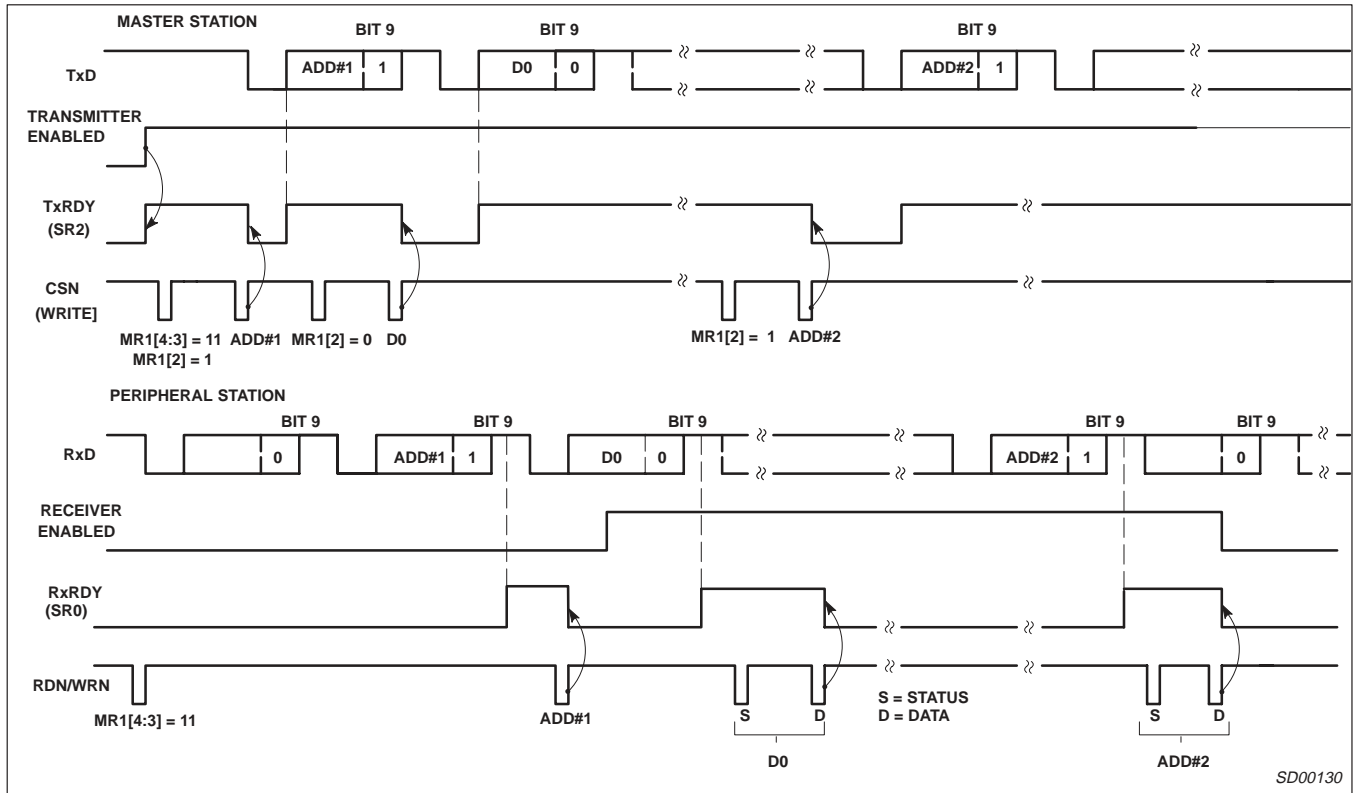 MASTER STATION
BIT 9 BIT 9 BIT 9
TxD ADD#1 1 D0 0 ADD#2 1
TRANSMITTER
ENABLED
TxRDY
(SR2)
CSN
(WRITE]
MR1[4:3] = 11 ADD#1 MR1[2] = 0 D0 MR1[2] = 1 ADD#2
MR1[2] = 1
PERIPHERAL STATION
BIT 9 BIT 9 BIT 9 BIT 9 BIT 9
RxD 0 ADD#1 1 D0 0 ADD#2 1 0
RECEIVER
ENABLED
RxRDY
(SR0)
RDN/WRN
MR1[4:3] = 11 ADD#1 S D S = STATUS S D
D = DATA
D0 ADD#2
SD00130